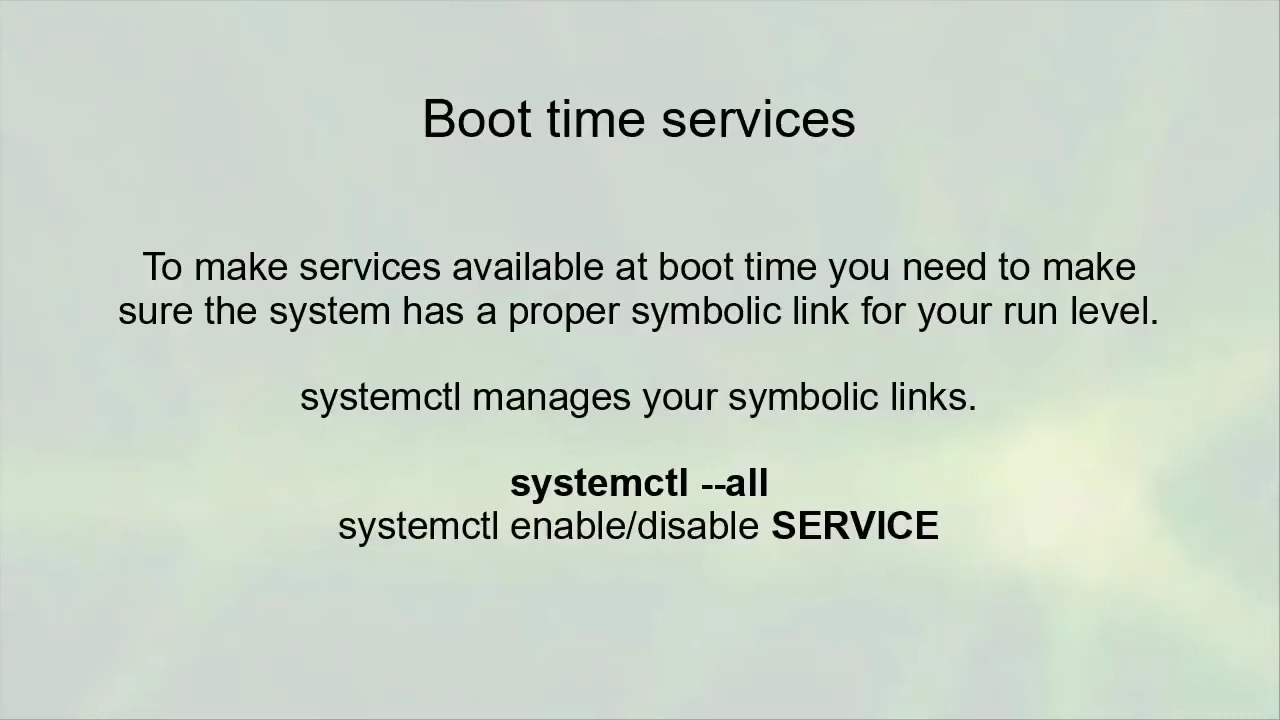 Boot time services
To make services available at boot time you need to make
sure the system has a proper symbolic link for your run level.
systemctl manages your symbolic links.
systemctl --all
systemctl enable/disable SERVICE